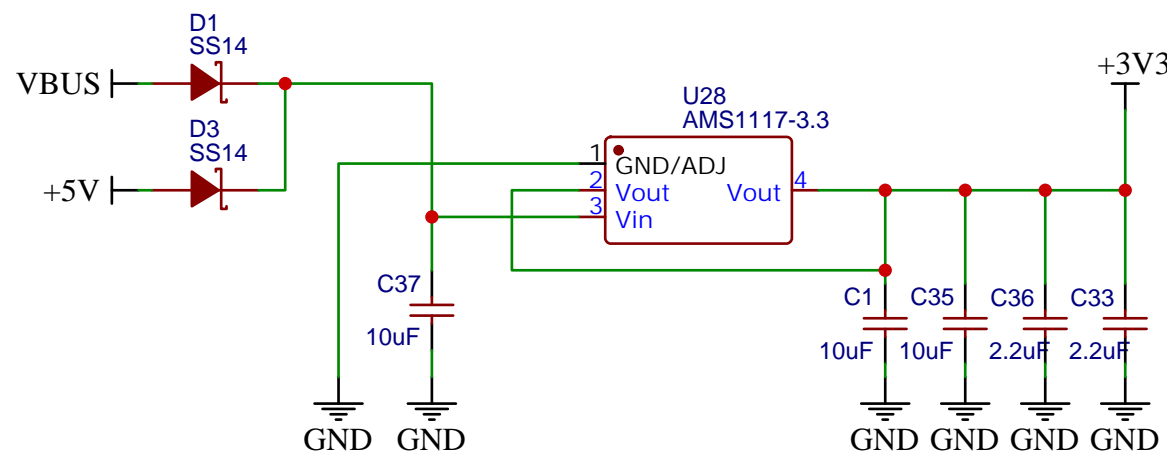 D1
SS14
VBUS
D3
SS14
+5V
+3V3
U28
AMS1117-3.3
1
GND/ADJ
2
Vout
Vout
4
3
Vin
C37
10uF
C1
C35
C36
C33
10uF
10uF
2.2uF
2.2uF
GND
GND
GND
GND
GND
GND